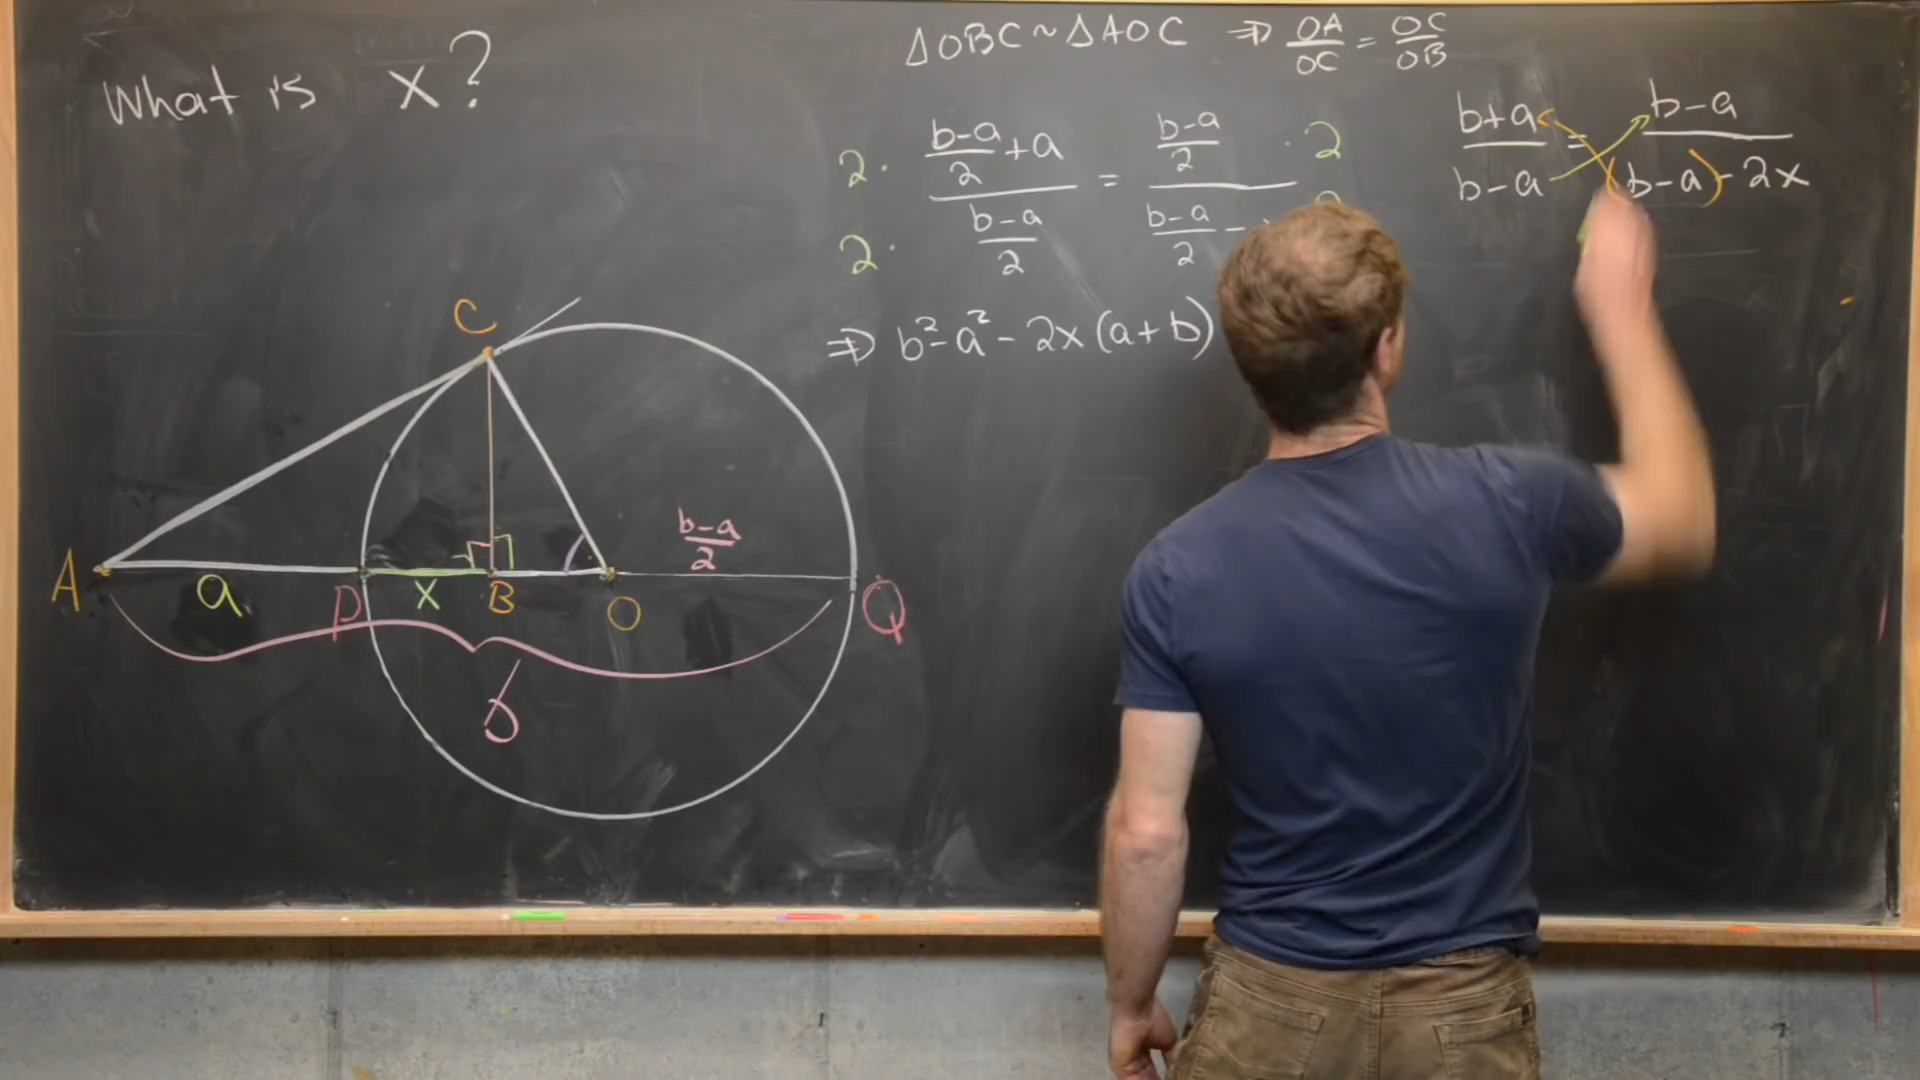 What is x?
ΔOBC ~ ΔAOC ⇒ OA/OC = OC/OB
2 · (b-a)/2 + a = (b-a)/2 · 2
2 · (b-a)/2 (b-a)/2 -
b+a = b-a
b-a (b-a) - 2x
⇒ b² - a² - 2x(a+b)
C
(b-a)/2
A a P x B O Q
b